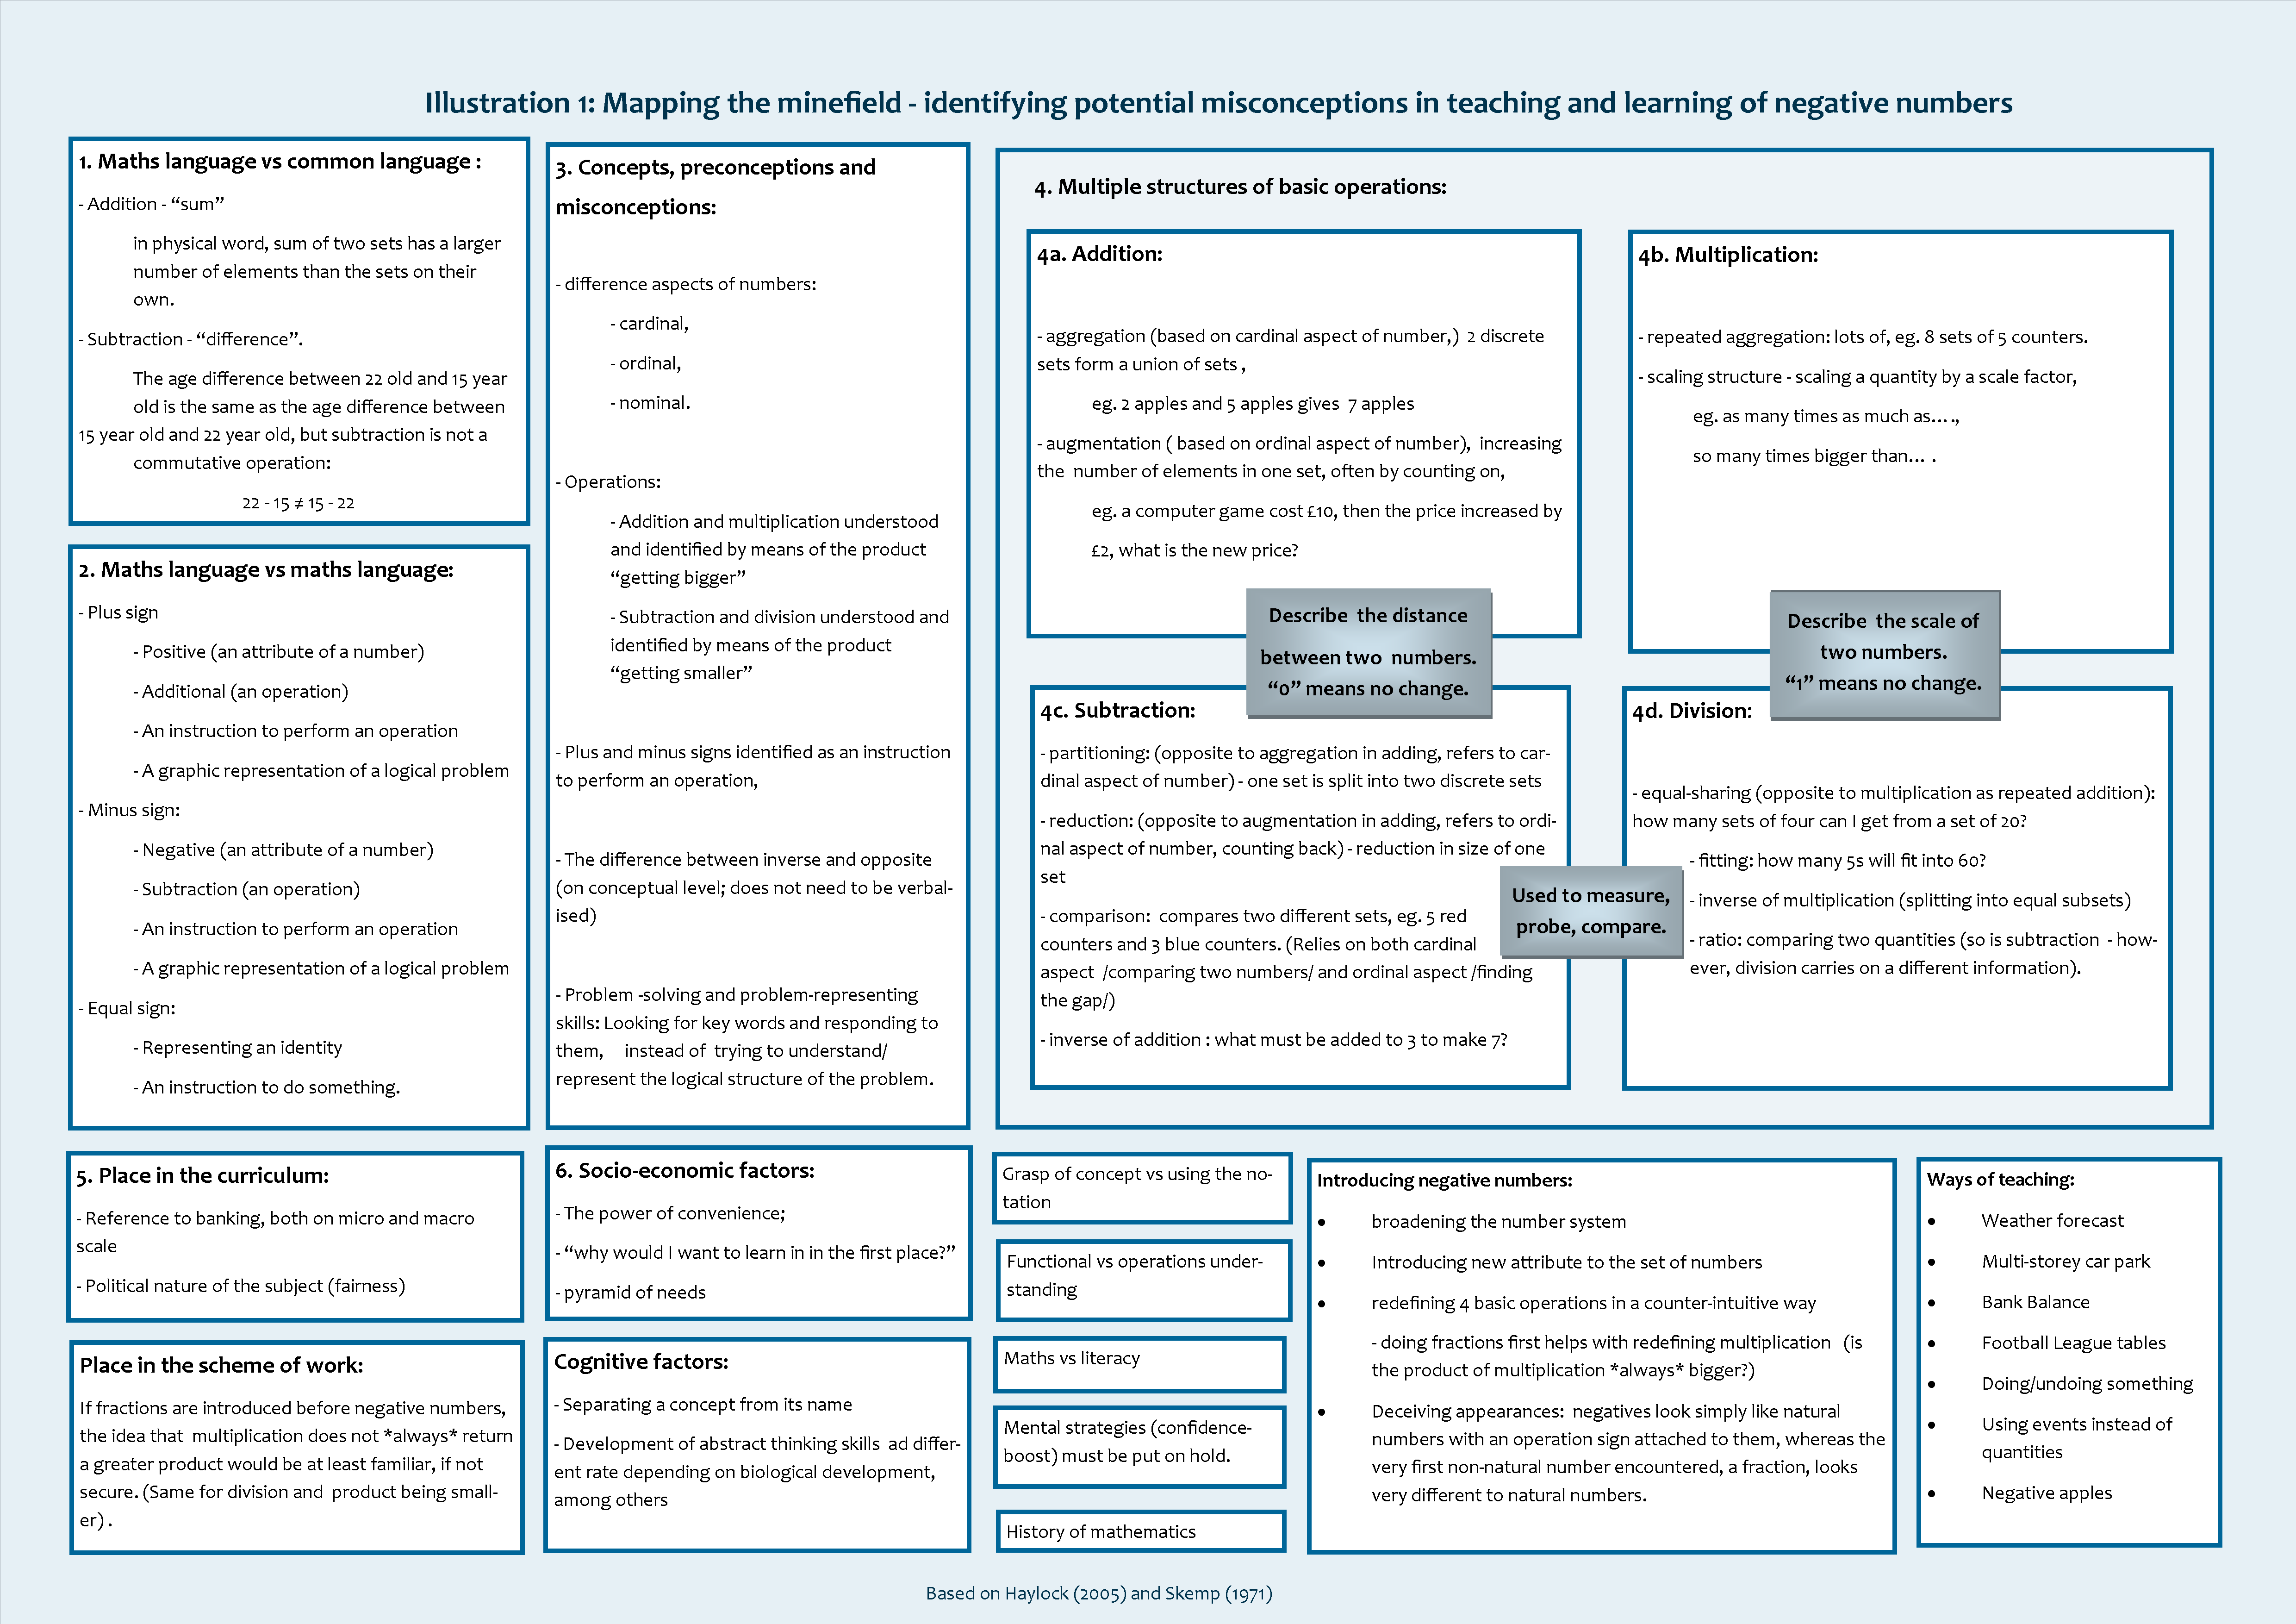 Illustration 1: Mapping the minefield - identifying potential misconceptions in teaching and learning of negative numbers
1. Maths language vs common language :
- Addition - “sum”
in physical word, sum of two sets has a larger
number of elements than the sets on their
own.
- Subtraction - “difference”.
The age difference between 22 old and 15 year
old is the same as the age difference between
15 year old and 22 year old, but subtraction is not a
commutative operation:
22 - 15 ≠ 15 - 22
2. Maths language vs maths language:
- Plus sign
- Positive (an attribute of a number)
- Additional (an operation)
- An instruction to perform an operation
- A graphic representation of a logical problem
- Minus sign:
- Negative (an attribute of a number)
- Subtraction (an operation)
- An instruction to perform an operation
- A graphic representation of a logical problem
- Equal sign:
- Representing an identity
- An instruction to do something.
3. Concepts, preconceptions and
misconceptions:
- difference aspects of numbers:
- cardinal,
- ordinal,
- nominal.
- Operations:
- Addition and multiplication understood
and identified by means of the product
“getting bigger”
- Subtraction and division understood and
identified by means of the product
“getting smaller”
- Plus and minus signs identified as an instruction
to perform an operation,
- The difference between inverse and opposite
(on conceptual level; does not need to be verbal-
ised)
- Problem -solving and problem-representing
skills: Looking for key words and responding to
them, instead of trying to understand/
represent the logical structure of the problem.
4. Multiple structures of basic operations:
4a. Addition:
- aggregation (based on cardinal aspect of number,) 2 discrete
sets form a union of sets ,
eg. 2 apples and 5 apples gives 7 apples
- augmentation ( based on ordinal aspect of number), increasing
the number of elements in one set, often by counting on,
eg. a computer game cost £10, then the price increased by
£2, what is the new price?
4b. Multiplication:
- repeated aggregation: lots of, eg. 8 sets of 5 counters.
- scaling structure - scaling a quantity by a scale factor,
eg. as many times as much as….,
so many times bigger than… .
Describe the distance
between two numbers.
“0” means no change.
Describe the scale of
two numbers.
“1” means no change.
4c. Subtraction:
- partitioning: (opposite to aggregation in adding, refers to car-
dinal aspect of number) - one set is split into two discrete sets
- reduction: (opposite to augmentation in adding, refers to ordi-
nal aspect of number, counting back) - reduction in size of one
set
- comparison: compares two different sets, eg. 5 red
counters and 3 blue counters. (Relies on both cardinal
aspect /comparing two numbers/ and ordinal aspect /finding
the gap/)
- inverse of addition : what must be added to 3 to make 7?
Used to measure,
probe, compare.
4d. Division:
- equal-sharing (opposite to multiplication as repeated addition):
how many sets of four can I get from a set of 20?
- fitting: how many 5s will fit into 60?
- inverse of multiplication (splitting into equal subsets)
- ratio: comparing two quantities (so is subtraction - how-
ever, division carries on a different information).
5. Place in the curriculum:
- Reference to banking, both on micro and macro
scale
- Political nature of the subject (fairness)
Place in the scheme of work:
If fractions are introduced before negative numbers,
the idea that multiplication does not *always* return
a greater product would be at least familiar, if not
secure. (Same for division and product being small-
er) .
6. Socio-economic factors:
- The power of convenience;
- “why would I want to learn in in the first place?”
- pyramid of needs
Cognitive factors:
- Separating a concept from its name
- Development of abstract thinking skills ad differ-
ent rate depending on biological development,
among others
Grasp of concept vs using the no-
tation
Functional vs operations under-
standing
Maths vs literacy
Mental strategies (confidence-
boost) must be put on hold.
History of mathematics
Introducing negative numbers:
• broadening the number system
• Introducing new attribute to the set of numbers
• redefining 4 basic operations in a counter-intuitive way
- doing fractions first helps with redefining multiplication (is
the product of multiplication *always* bigger?)
• Deceiving appearances: negatives look simply like natural
numbers with an operation sign attached to them, whereas the
very first non-natural number encountered, a fraction, looks
very different to natural numbers.
Ways of teaching:
• Weather forecast
• Multi-storey car park
• Bank Balance
• Football League tables
• Doing/undoing something
• Using events instead of
quantities
• Negative apples
Based on Haylock (2005) and Skemp (1971)